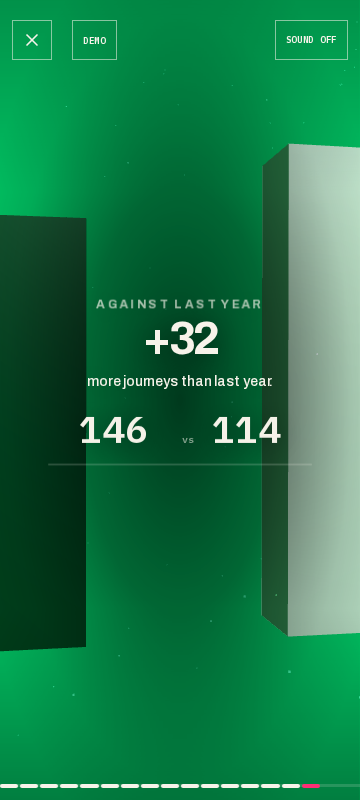 DEMO
SOUND OFF
AGAINST LAST YEAR
+32
more journeys than last year.
146 vs 114